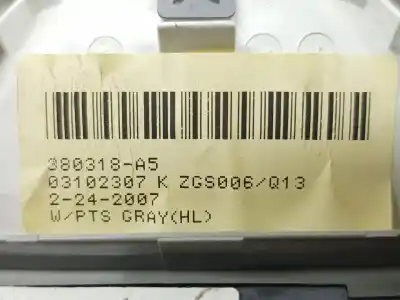 380318-A5
03102307 K ZGS006/Q13
2-24-2007
W/PTS GRAY(HL)